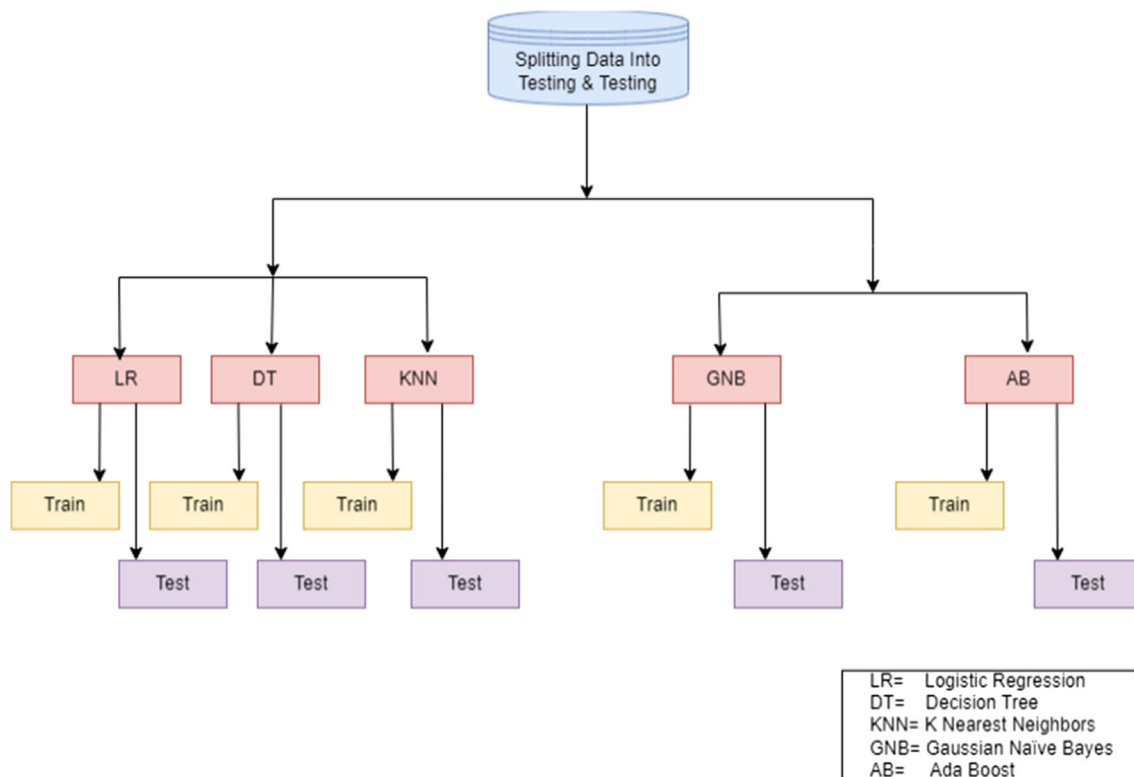 Splitting Data Into
Testing & Testing
LR
DT
KNN
GNB
AB
Train
Train
Train
Train
Train
Test
Test
Test
Test
Test
LR= Logistic Regression
DT= Decision Tree
KNN= K Nearest Neighbors
GNB= Gaussian Naïve Bayes
AB= Ada Boost